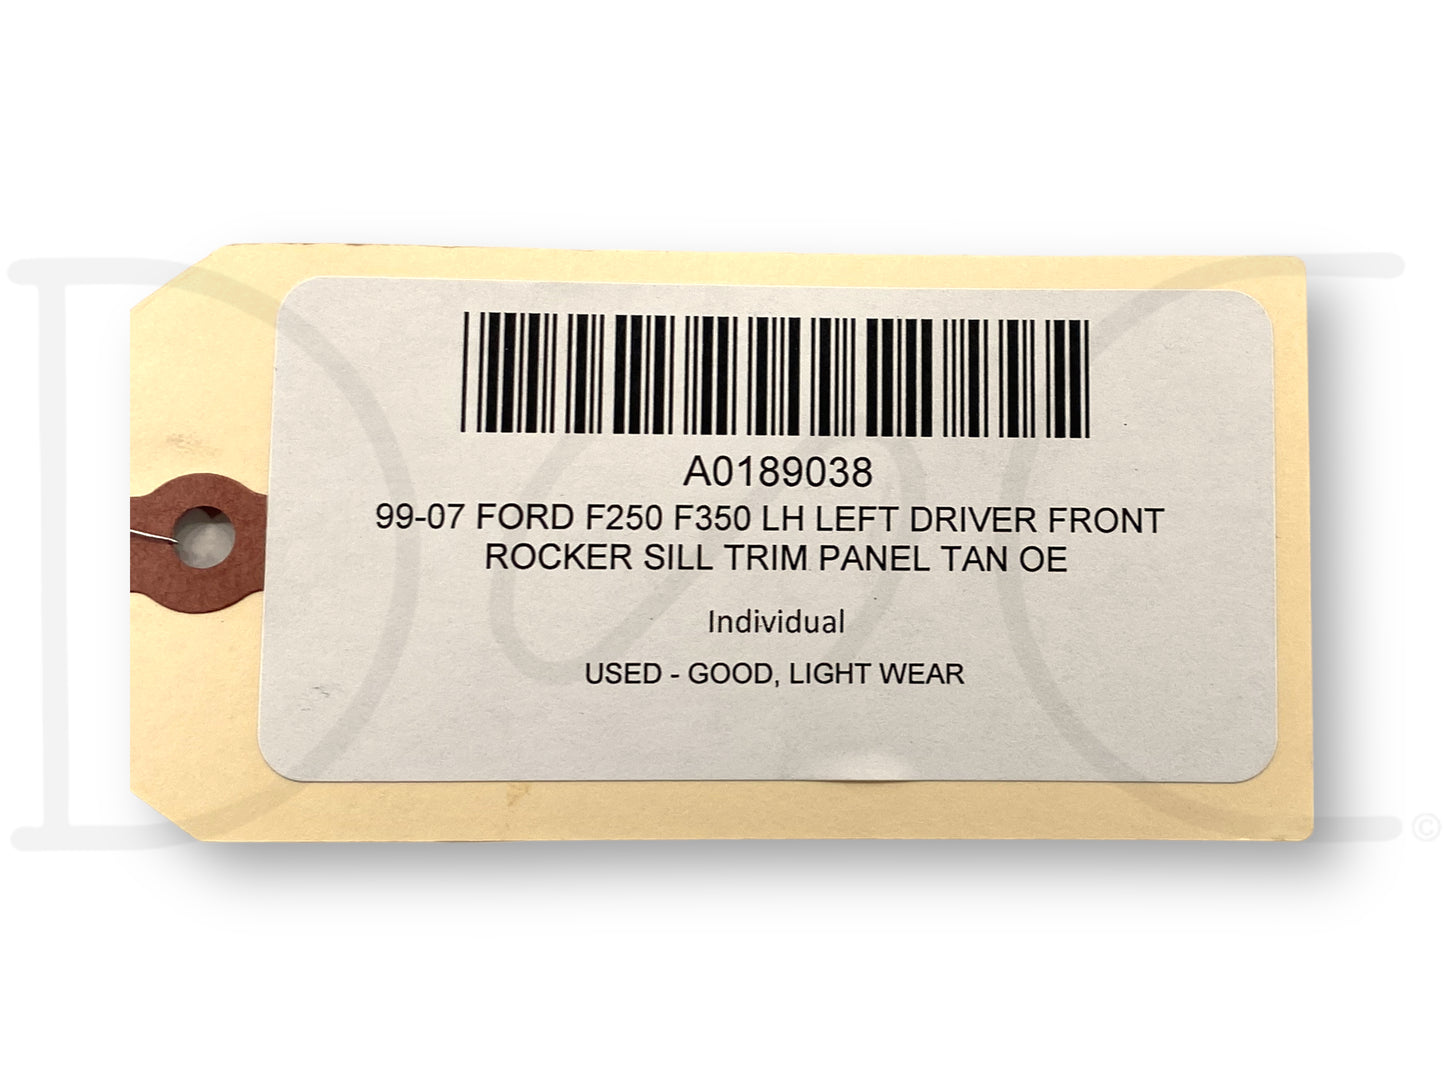 A0189038
99-07 FORD F250 F350 LH LEFT DRIVER FRONT
ROCKER SILL TRIM PANEL TAN OE
Individual
USED - GOOD, LIGHT WEAR
©